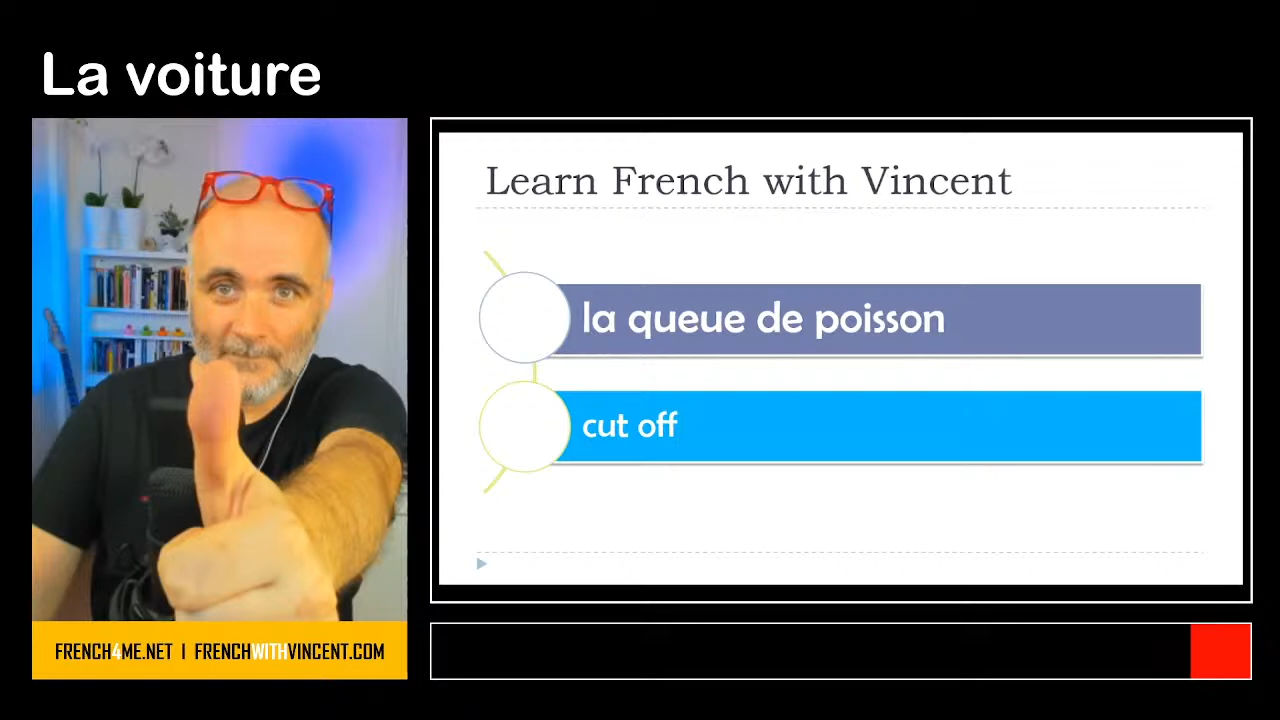 La voiture
Learn French with Vincent
la queue de poisson
cut off
FRENCH4ME.NET | FRENCHWITHVINCENT.COM